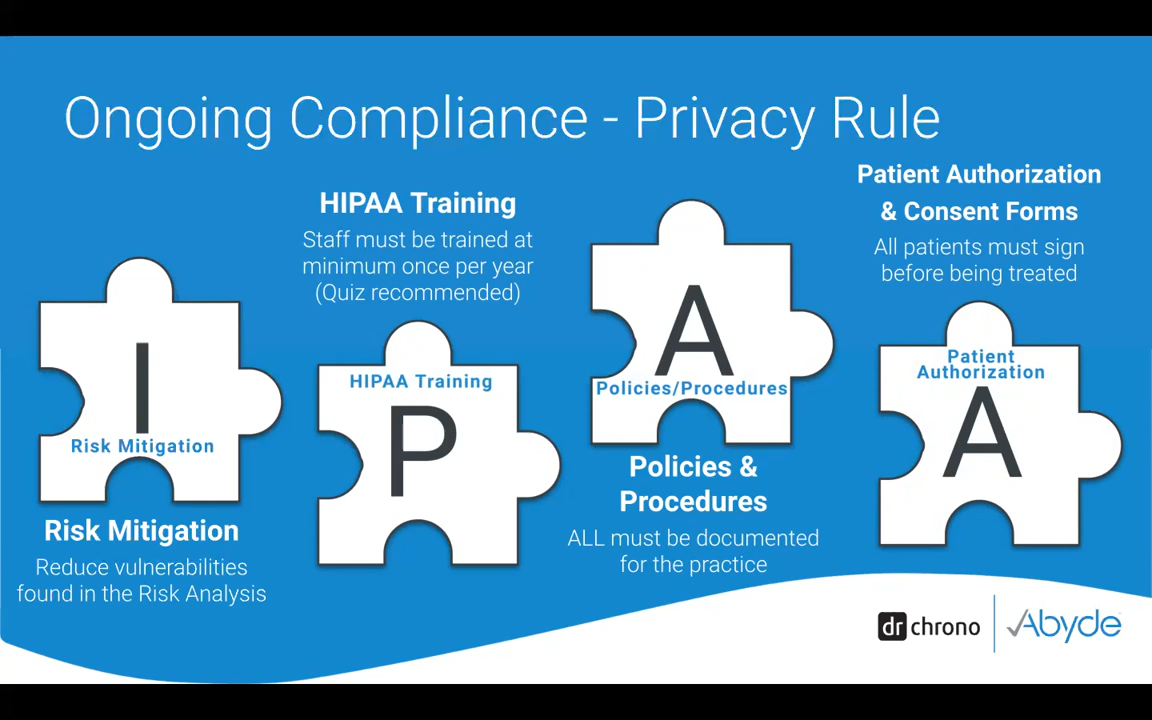 Ongoing Compliance - Privacy Rule
I
Risk Mitigation
Risk Mitigation
Reduce vulnerabilities
found in the Risk Analysis
HIPAA Training
Staff must be trained at
minimum once per year
(Quiz recommended)
HIPAA Training
P
A
Policies/Procedures
Policies &
Procedures
ALL must be documented
for the practice
Patient Authorization
& Consent Forms
All patients must sign
before being treated
Patient
Authorization
A
dr chrono
Abyde